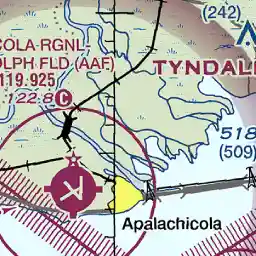 (242)
COLA RGNL-
OLPH FLD (AAF)
119.925
122.8 C
TYNDALL
518
(509)
Apalachicola